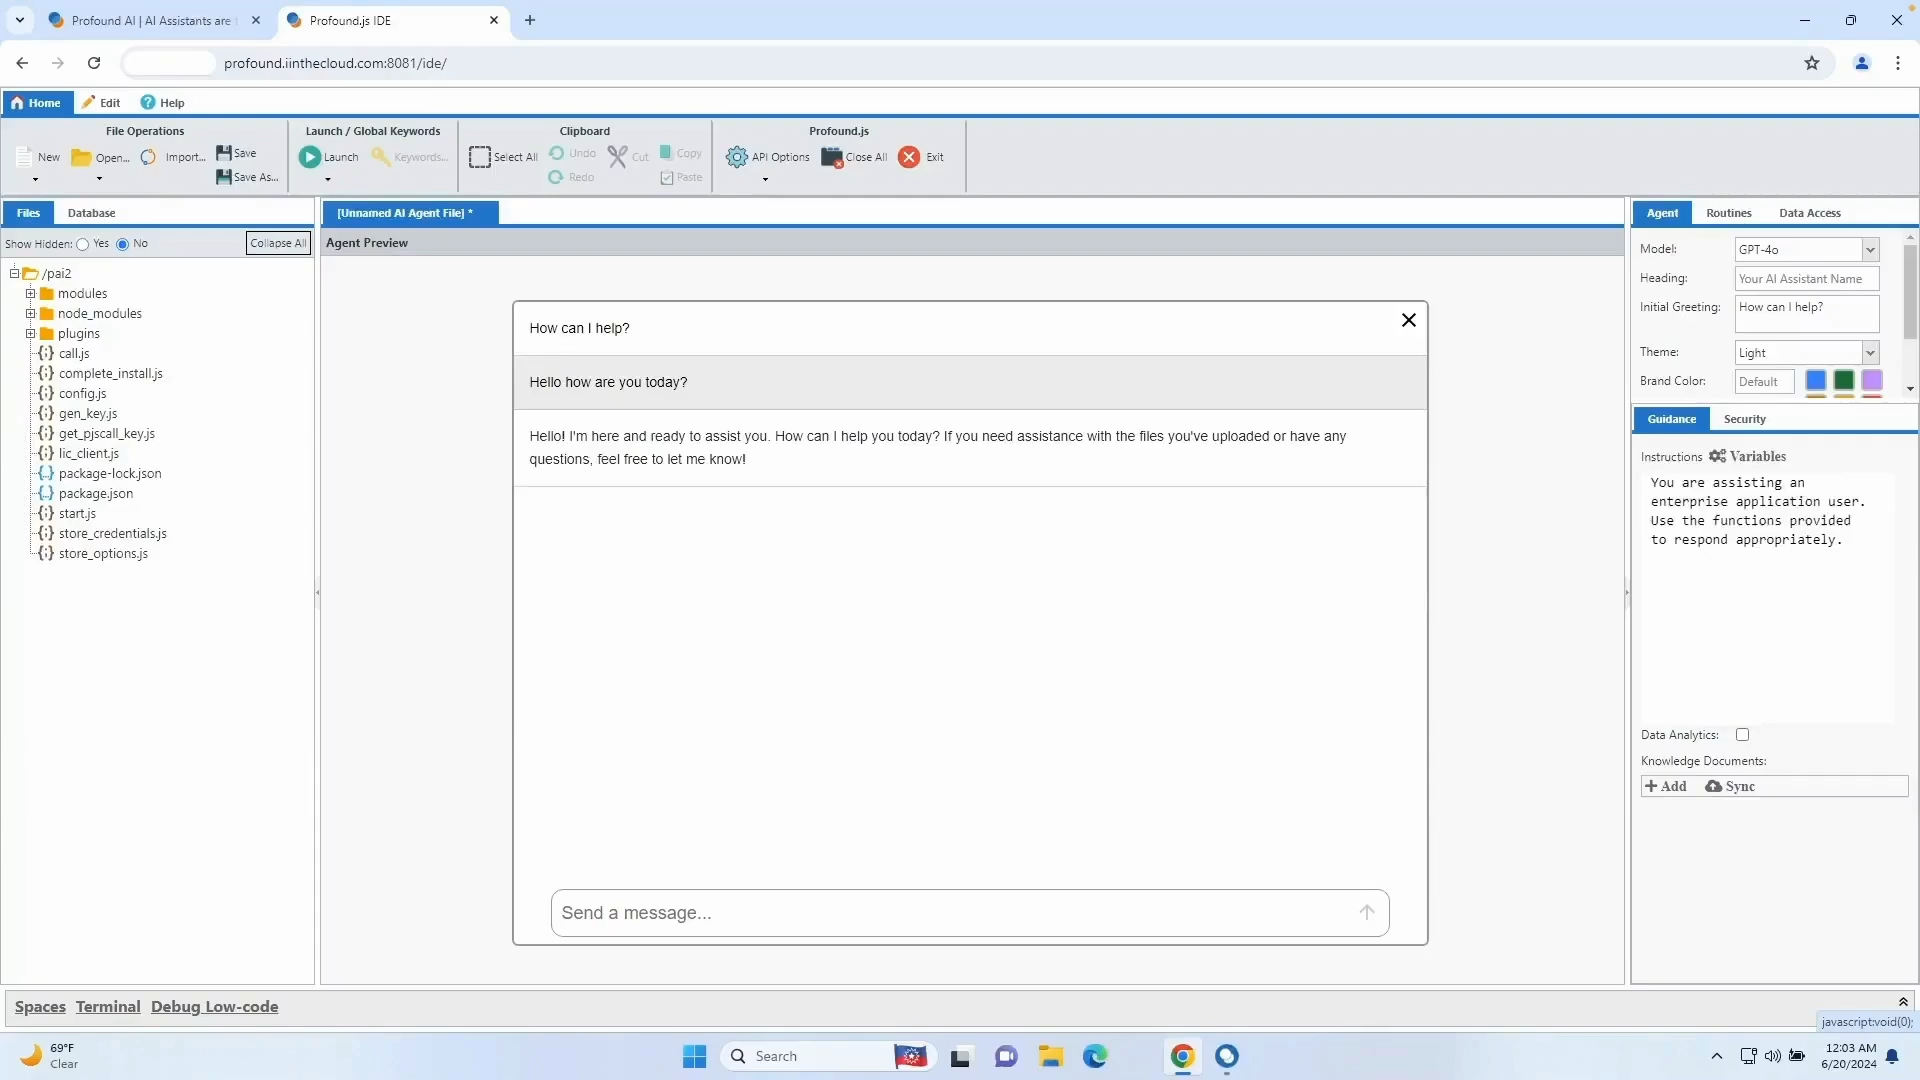 Profound AI | AI Assistants are
Profound.js IDE
profound.iinthecloud.com:8081/ide/
Home
Edit
Help
File Operations
New
Open...
Import...
Save
Save As...
Launch / Global Keywords
Launch
Keywords...
Clipboard
Select All
Undo
Redo
Cut
Copy
Paste
Profound.js
API Options
Close All
Exit
Files
Database
Show Hidden:
Yes
No
Collapse All
/pai2
modules
node_modules
plugins
call.js
complete_install.js
config.js
gen_key.js
get_pjscall_key.js
lic_client.js
package-lock.json
package.json
start.js
store_credentials.js
store_options.js
[Unnamed AI Agent File] *
Agent Preview
How can I help?
Hello how are you today?
Hello! I'm here and ready to assist you. How can I help you today? If you need assistance with the files you've uploaded or have any
questions, feel free to let me know!
Send a message...
Agent
Routines
Data Access
Model:
GPT-4o
Heading:
Your AI Assistant Name
Initial Greeting:
How can I help?
Theme:
Light
Brand Color:
Default
Guidance
Security
Instructions
Variables
You are assisting an
enterprise application user.
Use the functions provided
to respond appropriately.
Data Analytics:
Knowledge Documents:
Add
Sync
Spaces
Terminal
Debug Low-code
javascript:void(0);
69°F
Clear
Search
12:03 AM
6/20/2024